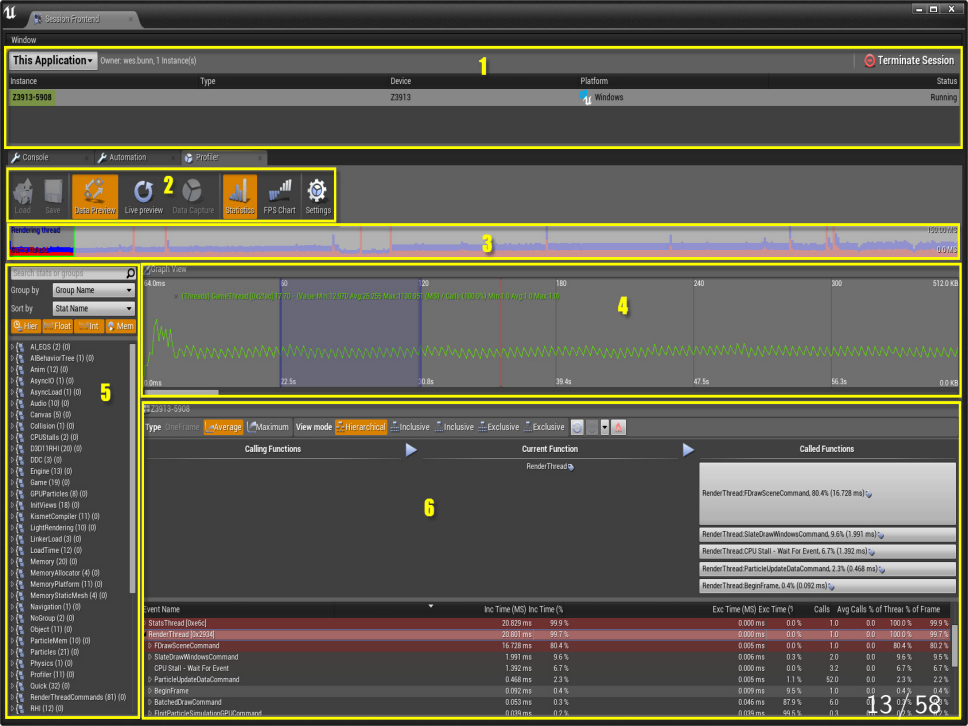 Session Frontend
Window
This Application
Owner: wes.bunn, 1 Instance(s)
1
Terminate Session
Instance Type Device Platform Status
Z3913-5908 Z3913 Windows Running
Console Automation Profiler
2
Load Save Data Preview Live preview Data Capture Statistics FPS Chart Settings
Rendering thread 150.00 MS
3
0.0 MS
Search stats or groups
Group by Group Name
Sort by Stat Name
Hier Float Int Mem
5
AI_EQS (2) (0)
AIBehaviorTree (1) (0)
Anim (12) (0)
AsyncIO (1) (0)
AsyncLoad (1) (0)
Audio (10) (0)
Canvas (5) (0)
Collision (1) (0)
CPUStalls (2) (0)
D3D11RHI (20) (0)
DDC (3) (0)
Engine (13) (0)
Game (19) (0)
GPUParticles (8) (0)
InitViews (18) (0)
KismetCompiler (11) (0)
LightRendering (10) (0)
LinkerLoad (3) (0)
LoadTime (12) (0)
Memory (20) (0)
MemoryAllocator (4) (0)
MemoryPlatform (11) (0)
MemoryStaticMesh (4) (0)
Navigation (1) (0)
NoGroup (2) (0)
Object (11) (0)
ParticleMem (10) (0)
Particles (21) (0)
Physics (1) (0)
Profiler (11) (0)
Quick (32) (0)
RenderThreadCommands (81) (0)
RHI (12) (0)
Graph View
64.0ms 60 120 180 240 300 512.0 KB
4
0.0ms 22.5s 30.8s 39.4s 47.5s 56.3s 0.0 KB
Z3913-5908
Type OneFrame Average Maximum View mode Hierarchical Inclusive Inclusive Exclusive Exclusive
Calling Functions Current Function Called Functions
RenderThread
6
RenderThread:FDrawSceneCommand, 80.4% (16.728 ms)
RenderThread:SlateDrawWindowsCommand, 9.6% (1.991 ms)
RenderThread:CPU Stall - Wait For Event, 6.7% (1.392 ms)
RenderThread:ParticleUpdateDataCommand, 2.3% (0.468 ms)
RenderThread:BeginFrame, 0.4% (0.092 ms)
Event Name Inc Time (MS) Inc Time (% Exc Time (MS) Exc Time (% Calls Avg Calls % of Threa % of Frame
StatsThread [0xe6c] 20.829 ms 99.9 % 0.000 ms 0.0 % 1.0 100.0 % 99.9 %
RenderThread [0x2934] 20.801 ms 99.9 % 0.000 ms 0.0 % 1.0 100.0 % 99.7 %
FDrawSceneCommand 16.728 ms 80.4 % 0.005 ms 0.0 % 1.0 80.4 % 80.2 %
SlateDrawWindowsCommand 1.991 ms 9.6 % 0.006 ms 0.3 % 2.0 9.6 % 9.5 %
CPU Stall - Wait For Event 1.392 ms 6.7 % 0.000 ms 0.0 % 3.2 6.7 % 6.7 %
ParticleUpdateDataCommand 0.468 ms 2.3 % 0.005 ms 1.1 % 52.0 2.3 % 2.2 %
BeginFrame 0.092 ms 0.4 % 0.009 ms 9.5 % 1.0 0.4 % 0.4 %
BatchedDrawCommand 0.053 ms 0.3 % 0.046 ms 87.9 % 6.0
0.039 ms 0.2 % 0.038 ms 99.5 %
13 / 58